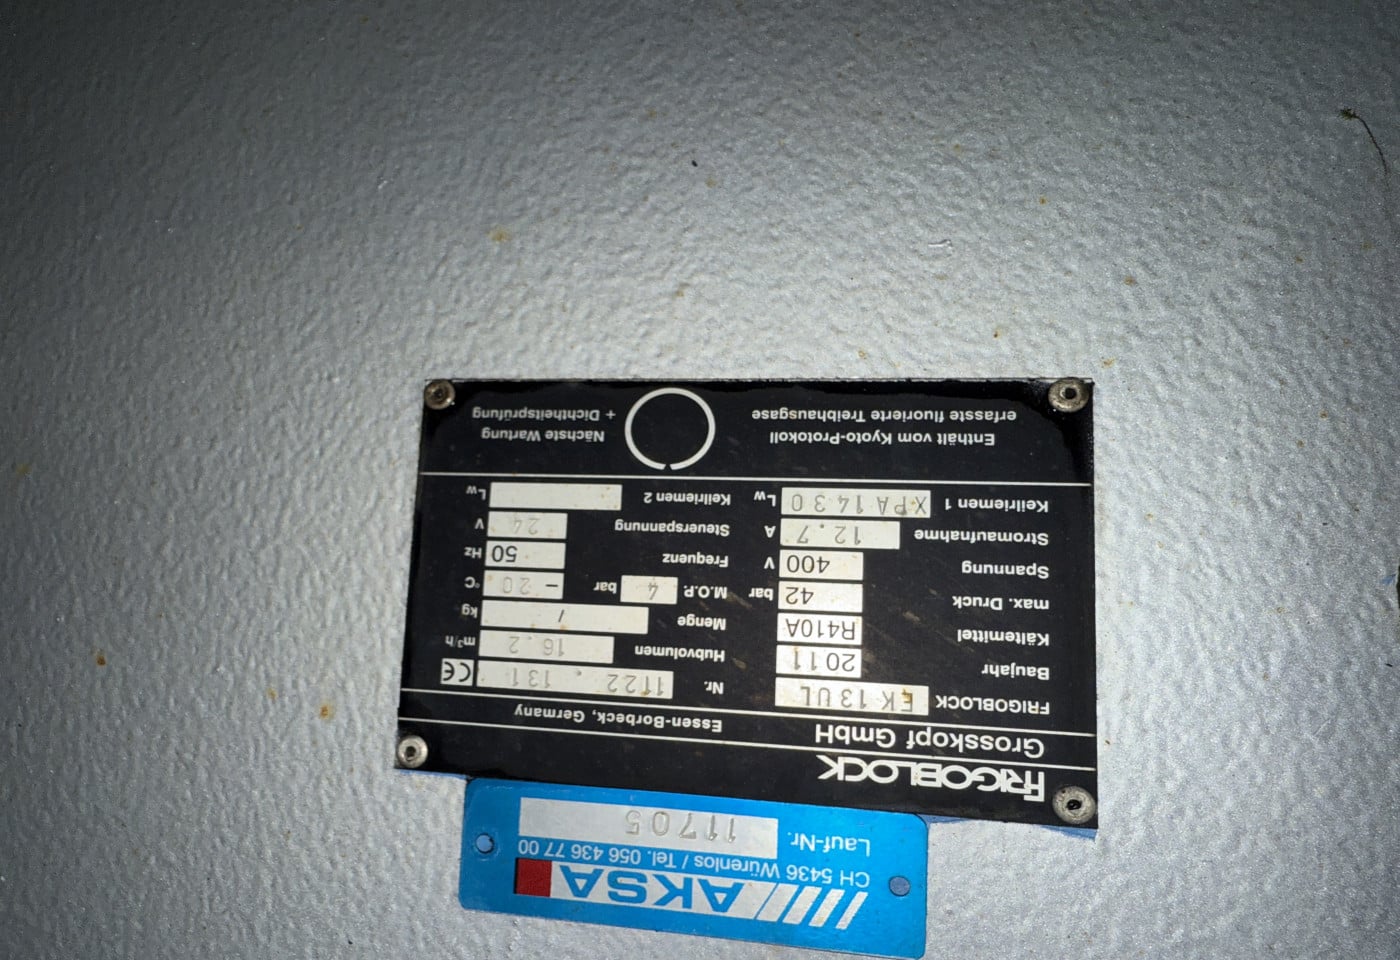 FRIGOBLOCK
Grosskopf GmbH Essen-Borbeck, Germany
FRIGOBLOCK EK 13 UL Nr. 1122 . 131 CE
Baujahr 2011 Hubvolumen 16.2 m³/h
Kältemittel R410A Menge / kg
max. Druck 42 bar M.O.P. 4 bar -20 °C
Spannung 400 V Frequenz 50 Hz
Stromaufnahme 12.7 A Steuerspannung 24 V
Keilriemen 1 XPA1430 Lw Keilriemen 2 Lw
Enthält vom Kyoto-Protokoll
erfasste fluorierte Treibhausgase
Nächste Wartung
+ Dichtheitsprüfung
AKSA
CH 5436 Würenlos / Tel. 056 436 77 00
Lauf-Nr. 11705